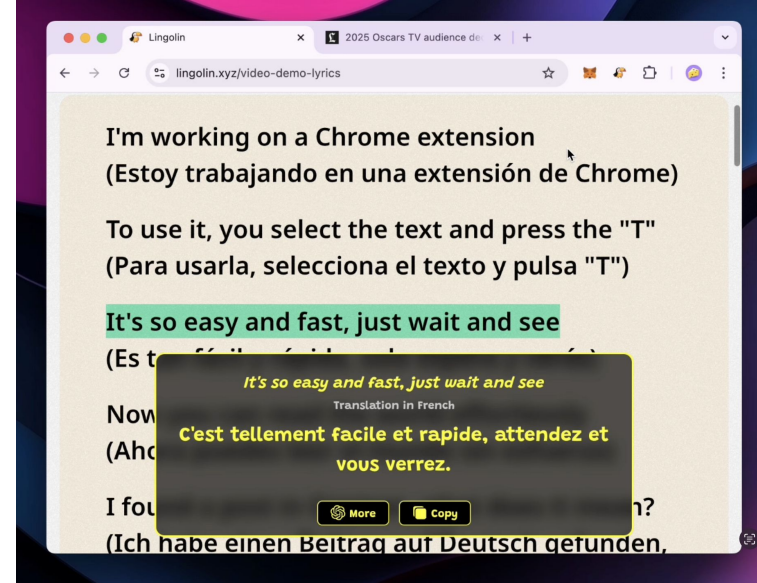 Lingolin
2025 Oscars TV audience de
lingolin.xyz/video-demo-lyrics
I'm working on a Chrome extension
(Estoy trabajando en una extensión de Chrome)
To use it, you select the text and press the "T"
(Para usarla, selecciona el texto y pulsa "T")
It's so easy and fast, just wait and see
(Es
It's so easy and fast, just wait and see
Translation in French
C'est tellement facile et rapide, attendez et
vous verrez.
Now
(Aho
I fou
?
More
Copy
(Ich habe einen Beitrag auf Deutsch gefunden,